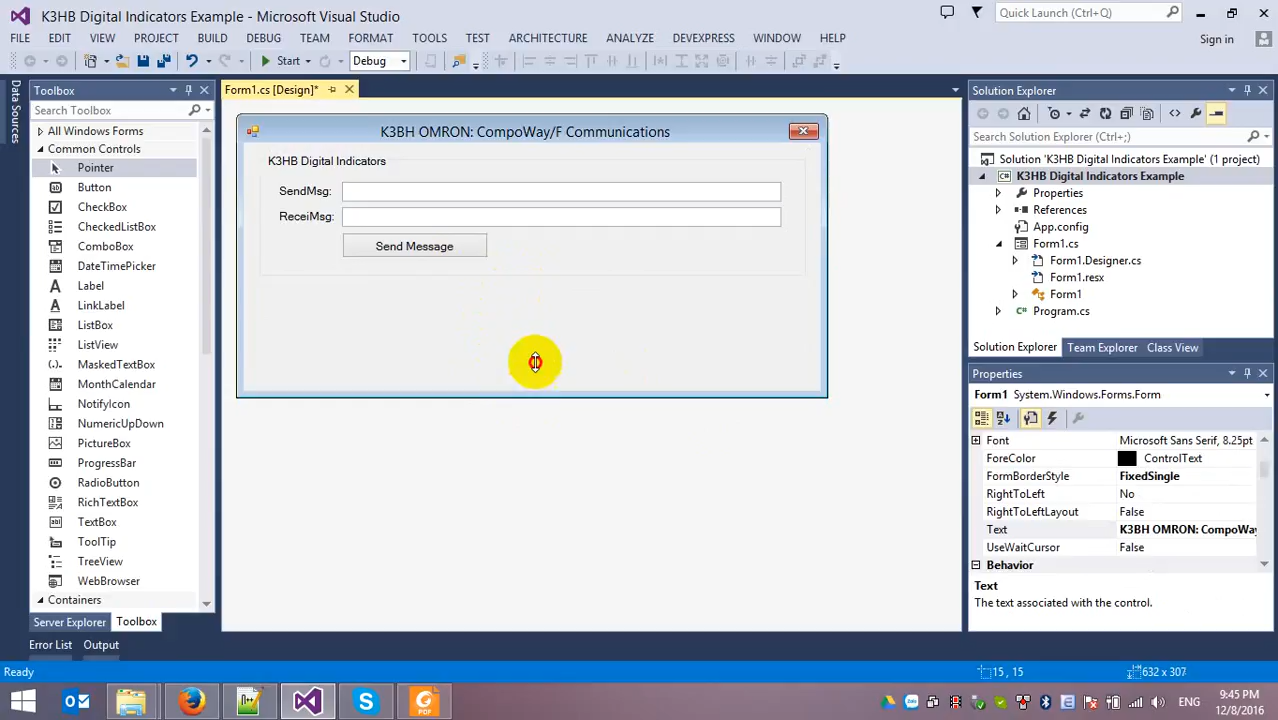 K3HB Digital Indicators Example - Microsoft Visual Studio
Quick Launch (Ctrl+Q)
FILE EDIT VIEW PROJECT BUILD DEBUG TEAM FORMAT TOOLS TEST ARCHITECTURE ANALYZE DEVEXPRESS WINDOW HELP
Sign in
Start Debug
Data Sources
Toolbox
Search Toolbox
All Windows Forms
Common Controls
Pointer
Button
CheckBox
CheckedListBox
ComboBox
DateTimePicker
Label
LinkLabel
ListBox
ListView
MaskedTextBox
MonthCalendar
NotifyIcon
NumericUpDown
PictureBox
ProgressBar
RadioButton
RichTextBox
TextBox
ToolTip
TreeView
WebBrowser
Containers
Server Explorer Toolbox
Form1.cs [Design]*
K3BH OMRON: CompoWay/F Communications
K3HB Digital Indicators
SendMsg:
ReceiMsg:
Send Message
Solution Explorer
Search Solution Explorer (Ctrl+;)
Solution 'K3HB Digital Indicators Example' (1 project)
K3HB Digital Indicators Example
Properties
References
App.config
Form1.cs
Form1.Designer.cs
Form1.resx
Form1
Program.cs
Solution Explorer Team Explorer Class View
Properties
Form1 System.Windows.Forms.Form
Font Microsoft Sans Serif, 8.25pt
ForeColor ControlText
FormBorderStyle FixedSingle
RightToLeft No
RightToLeftLayout False
Text K3BH OMRON: CompoWay
UseWaitCursor False
Behavior
Text
The text associated with the control.
Error List Output
Ready 15 , 15 632 x 307
ENG
9:45 PM
12/8/2016